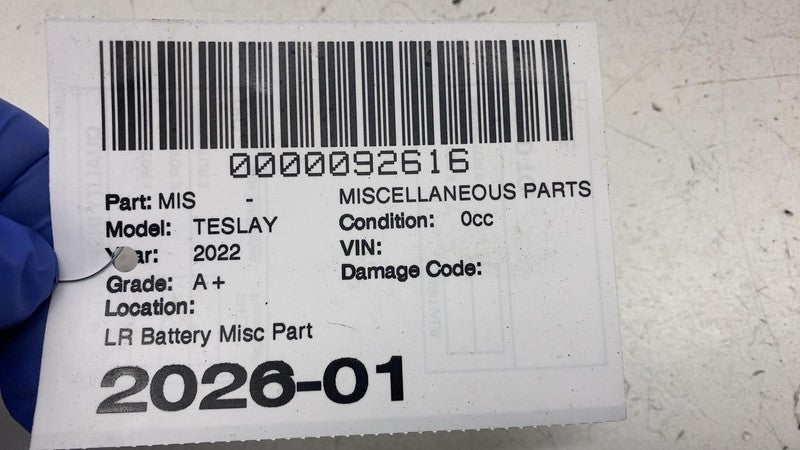 0000092616
Part: MIS - MISCELLANEOUS PARTS
Model: TESLAY Condition: 0cc
Year: 2022 VIN:
Grade: A+ Damage Code:
Location:
LR Battery Misc Part
2026-01